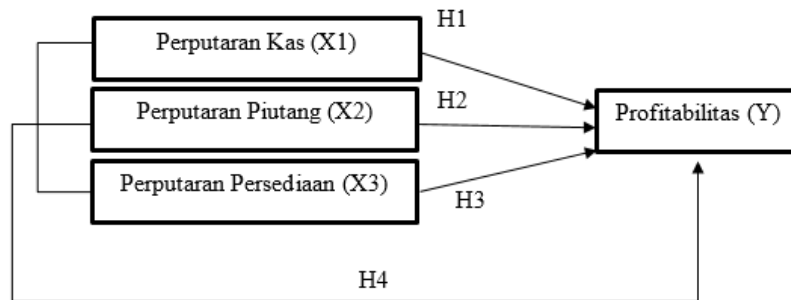 H1
Perputaran Kas (X1)
H2
Perputaran Piutang (X2)
Profitabilitas (Y)
Perputaran Persediaan (X3)
H3
H4